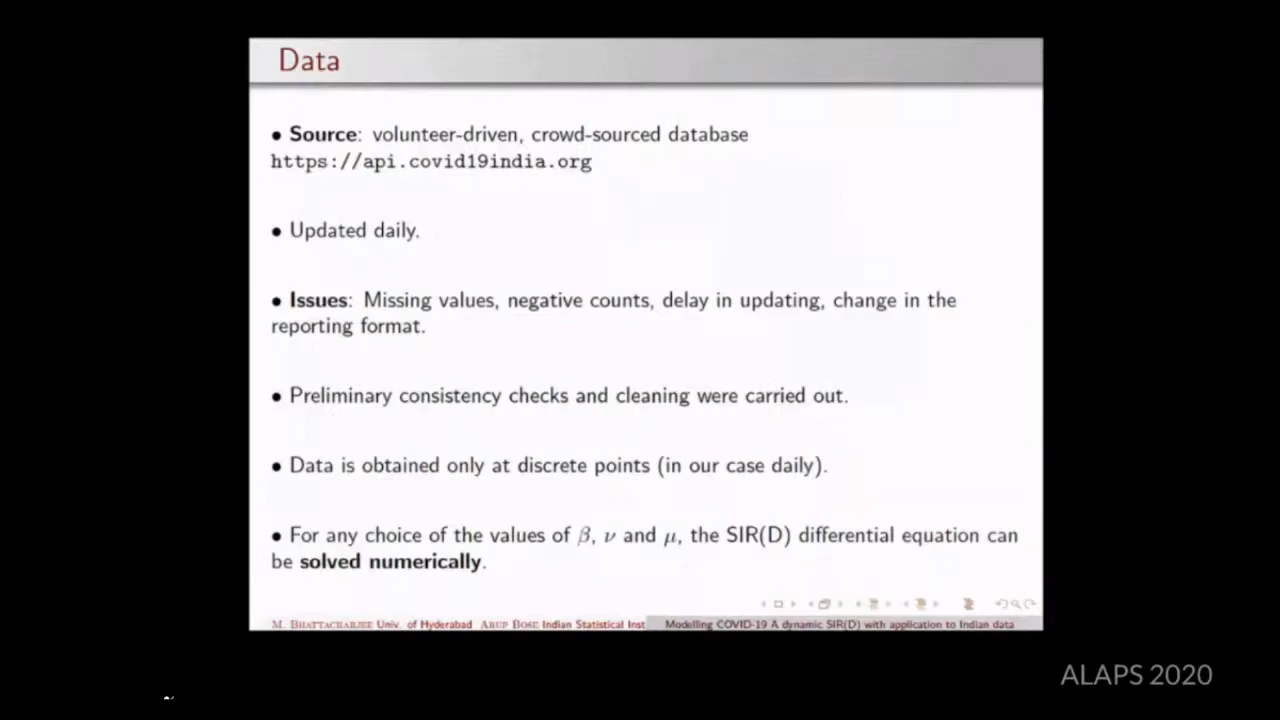 Data
• Source: volunteer-driven, crowd-sourced database
https://api.covid19india.org
• Updated daily.
• Issues: Missing values, negative counts, delay in updating, change in the
reporting format.
• Preliminary consistency checks and cleaning were carried out.
• Data is obtained only at discrete points (in our case daily).
• For any choice of the values of β, ν and μ, the SIR(D) differential equation can
be solved numerically.
M. BHATTACHARJEE Univ. of Hyderabad ARUP BOSE Indian Statistical Inst
Modelling COVID-19 A dynamic SIR(D) with application to Indian data
ALAPS 2020